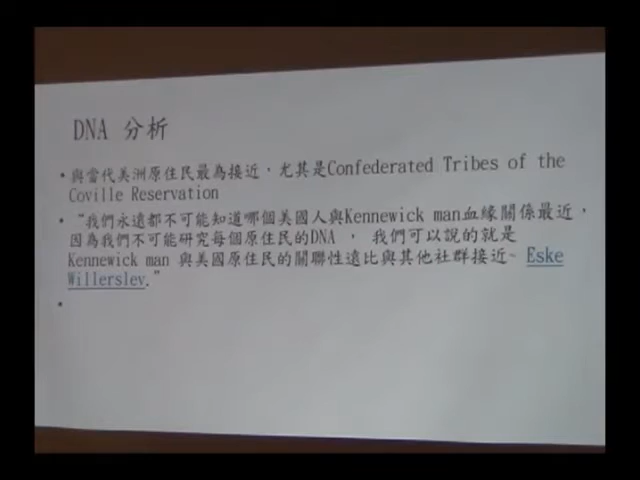 DNA 分析
•與當代美洲原住民最為接近，尤其是Confederated Tribes of the
Coville Reservation
•“我們永遠都不可能知道哪個美國人與Kennewick man血緣關係最近，
因為我們不可能研究每個原住民的DNA ， 我們可以說的就是
Kennewick man 與美國原住民的關聯性遠比與其他社群接近~ Eske
Willerslev.”
•